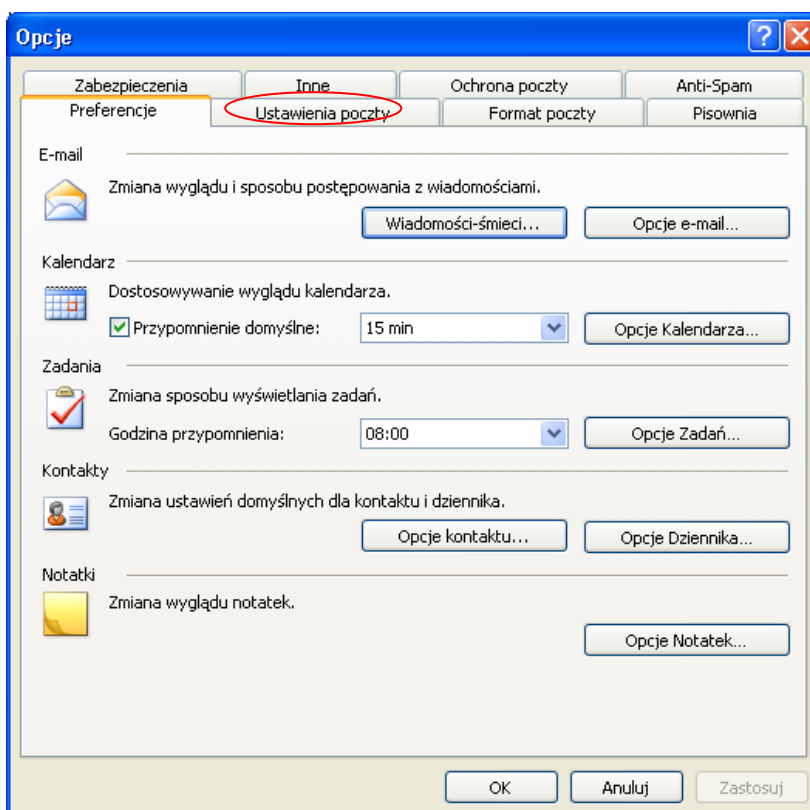 Opcje
Zabezpieczenia Inne Ochrona poczty Anti-Spam
Preferencje Ustawienia poczty Format poczty Pisownia
E-mail
Zmiana wyglądu i sposobu postępowania z wiadomościami.
Wiadomości-śmieci... Opcje e-mail...
Kalendarz
Dostosowywanie wyglądu kalendarza.
Przypomnienie domyślne: 15 min Opcje Kalendarza...
Zadania
Zmiana sposobu wyświetlania zadań.
Godzina przypomnienia: 08:00 Opcje Zadań...
Kontakty
Zmiana ustawień domyślnych dla kontaktu i dziennika.
Opcje kontaktu... Opcje Dziennika...
Notatki
Zmiana wyglądu notatek.
Opcje Notatek...
OK Anuluj Zastosuj